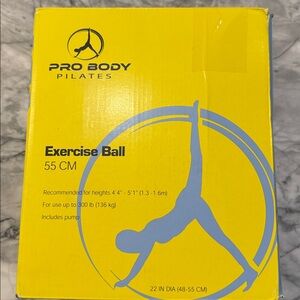 PRO BODY
PILATES
Exercise Ball
55 CM
Recommended for heights 4'4" - 5'1" (1.3 -1.6m)
For use up to 300 lb (136 kg)
Includes pump
22 IN DIA (48-55 CM)